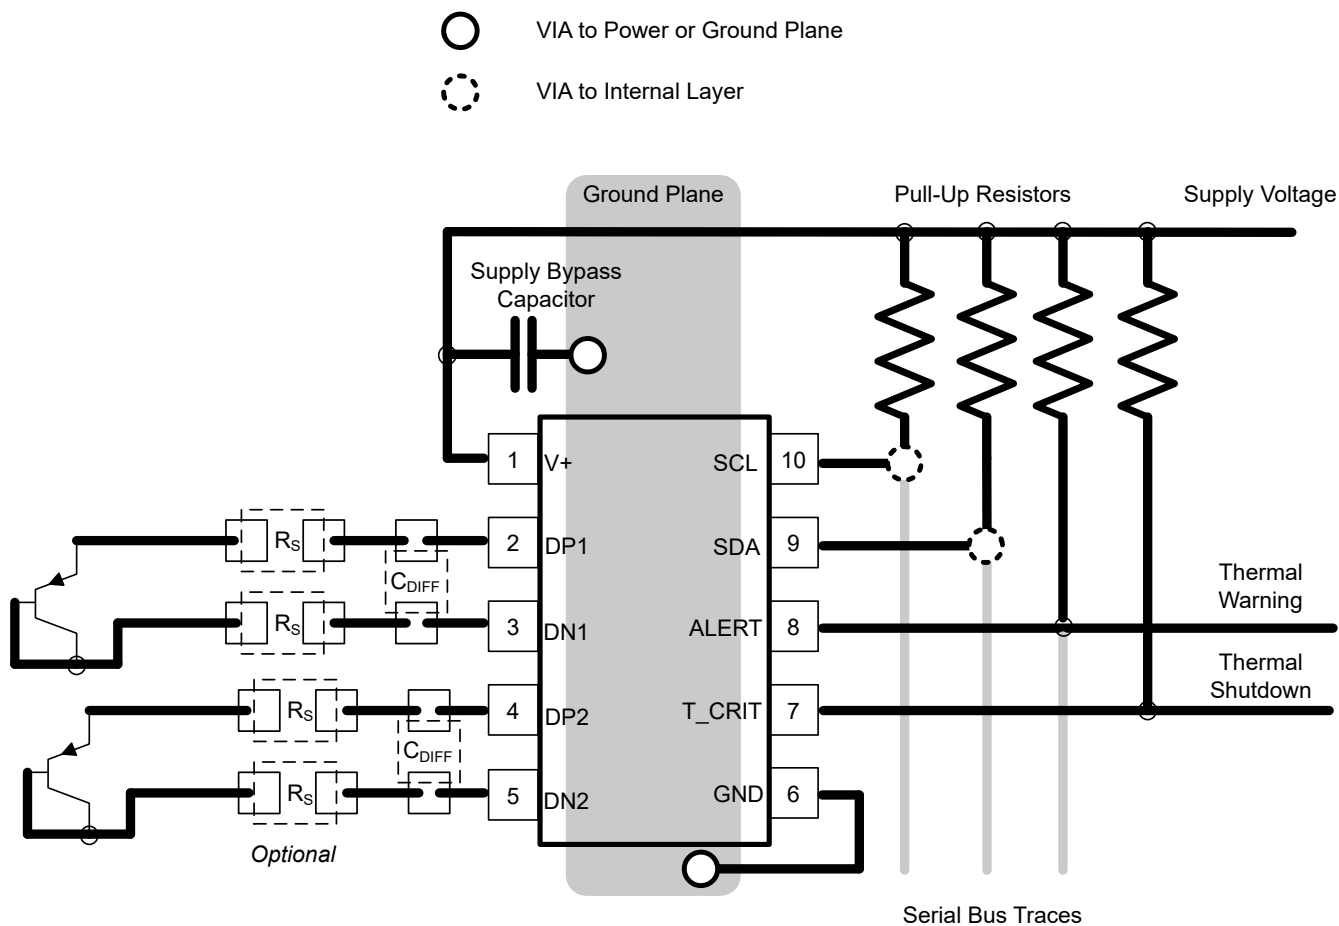 VIA to Power or Ground Plane
VIA to Internal Layer
Ground Plane
Pull-Up Resistors
Supply Voltage
Supply Bypass
Capacitor
1
V+
SCL
10
RS
2
DP1
SDA
9
CDIFF
Thermal
Warning
RS
3
DN1
ALERT
8
Thermal
Shutdown
RS
4
DP2
T_CRIT
7
CDIFF
RS
5
DN2
GND
6
Optional
Serial Bus Traces